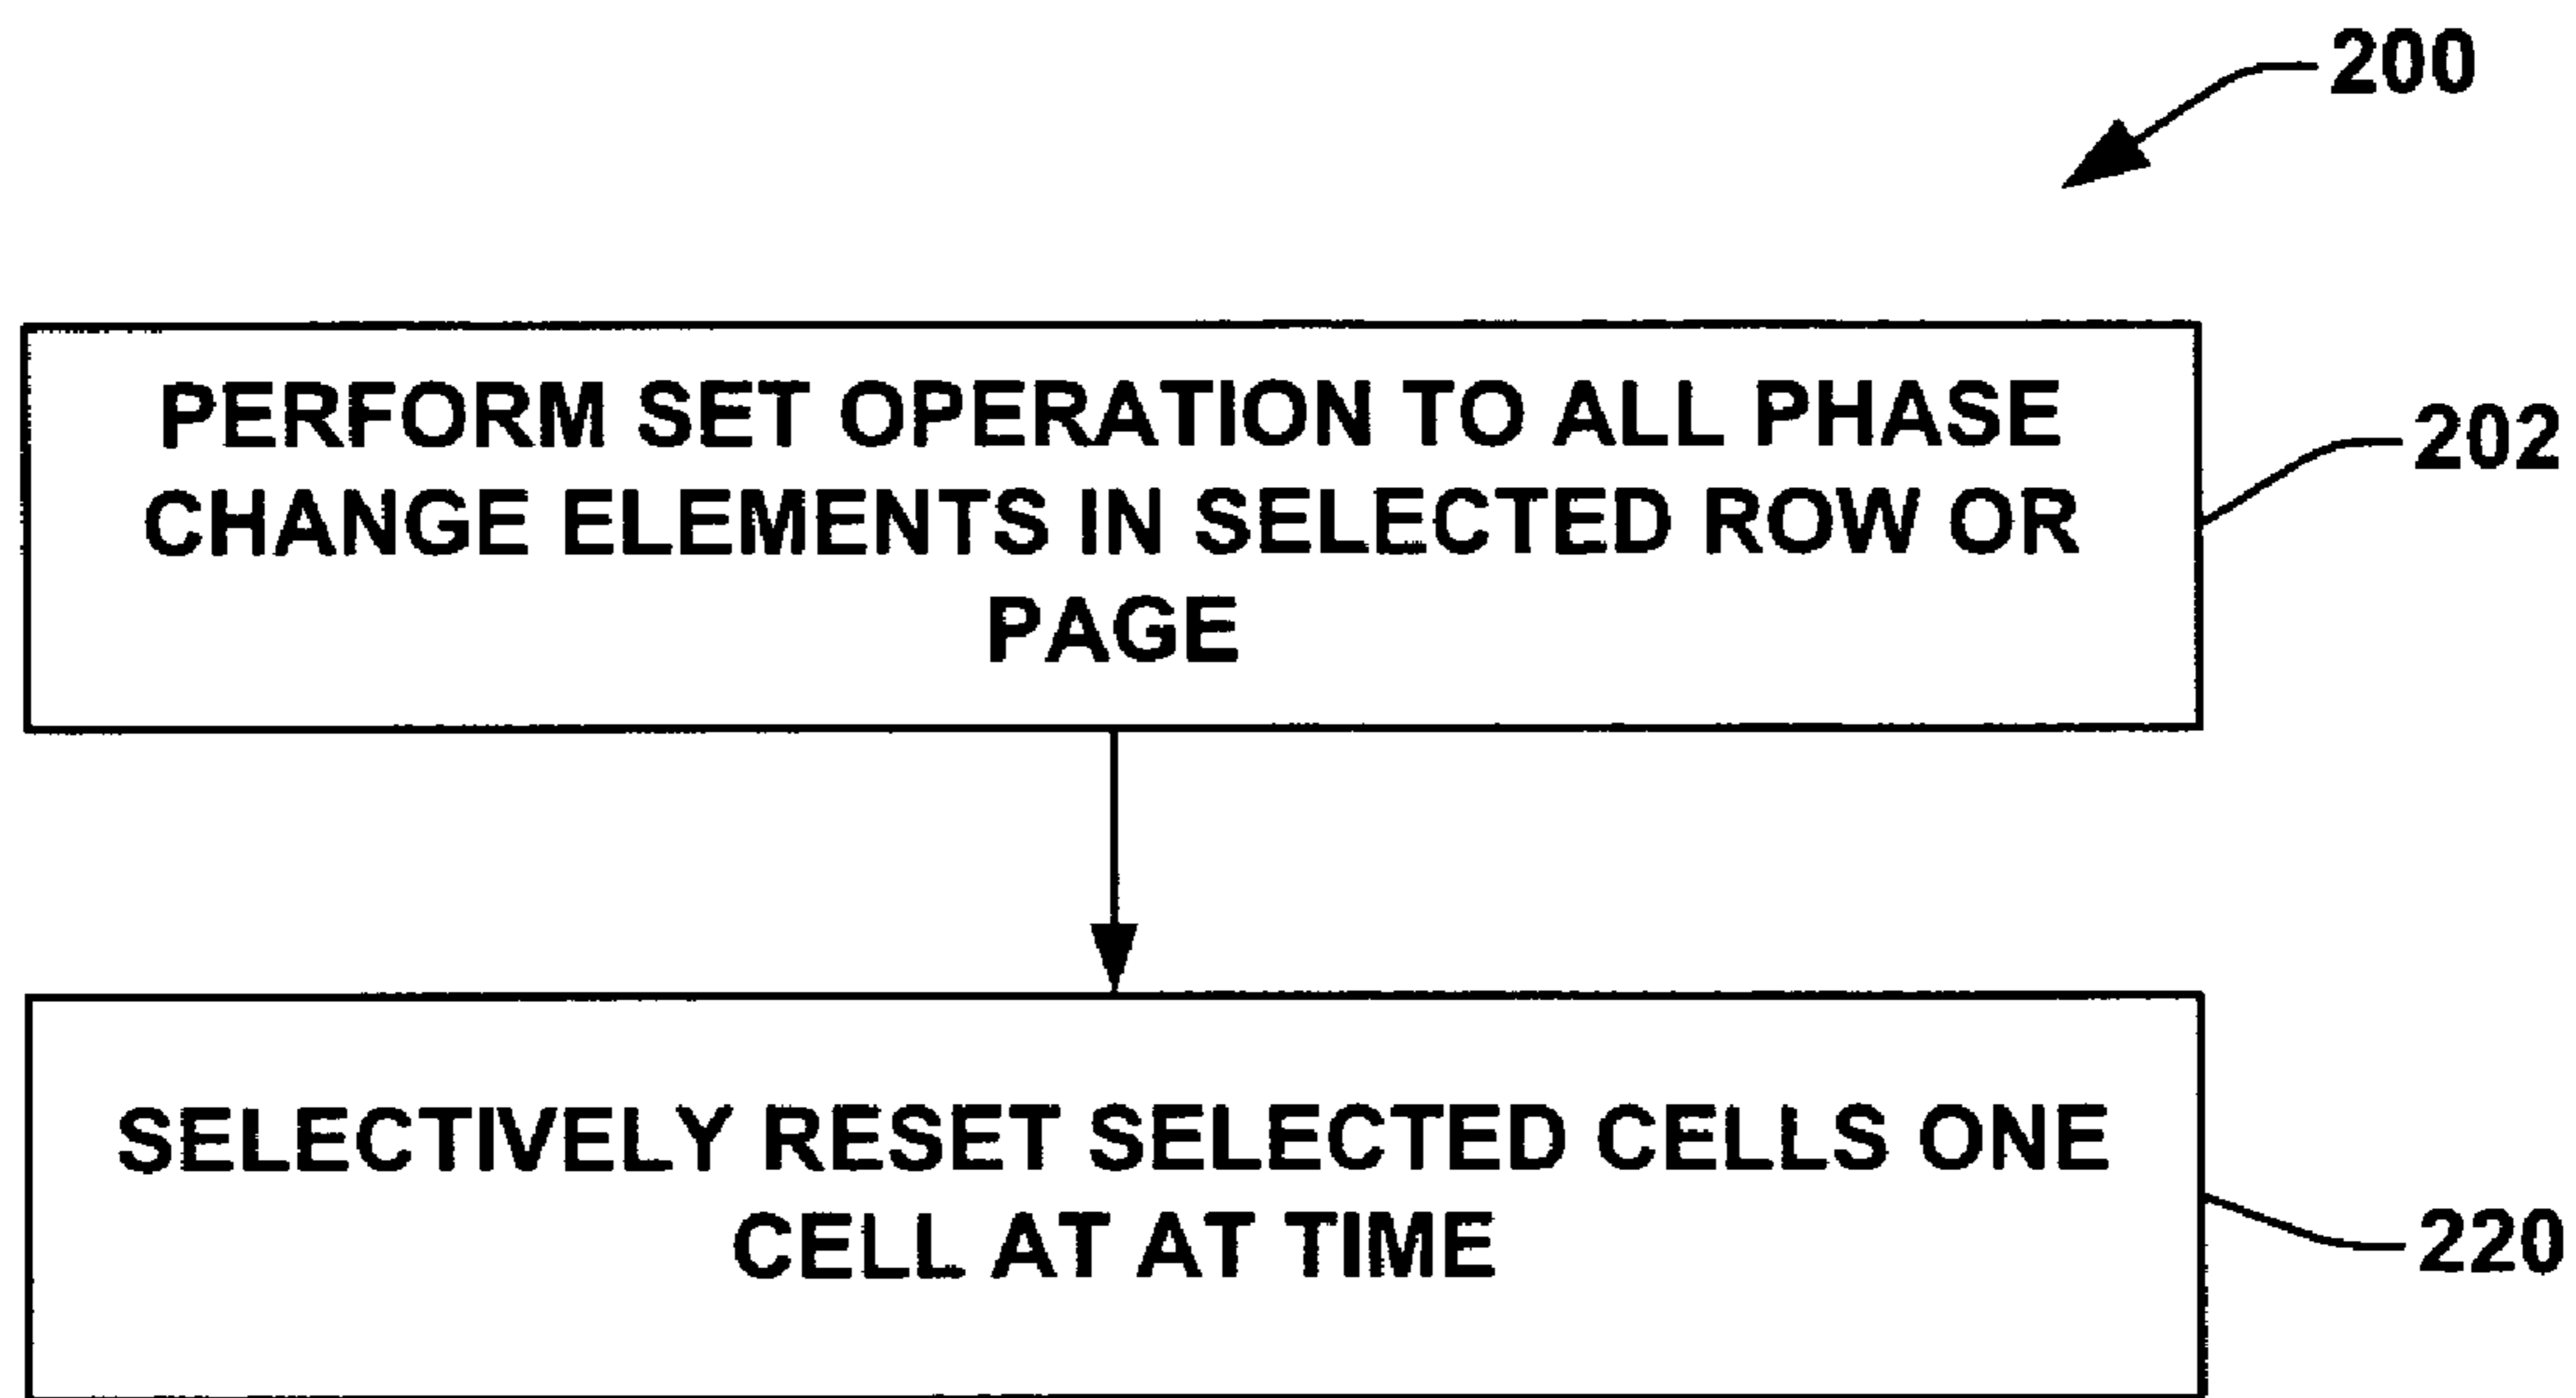 200
PERFORM SET OPERATION TO ALL PHASE
CHANGE ELEMENTS IN SELECTED ROW OR
PAGE
202
SELECTIVELY RESET SELECTED CELLS ONE
CELL AT AT TIME
220